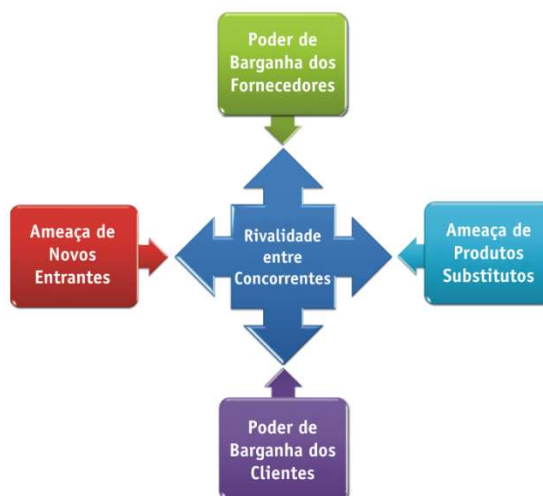 Poder de
Barganha dos
Fornecedores
Ameaça de
Novos
Entrantes
Rivalidade
entre
Concorrentes
Ameaça de
Produtos
Substitutos
Poder de
Barganha dos
Clientes